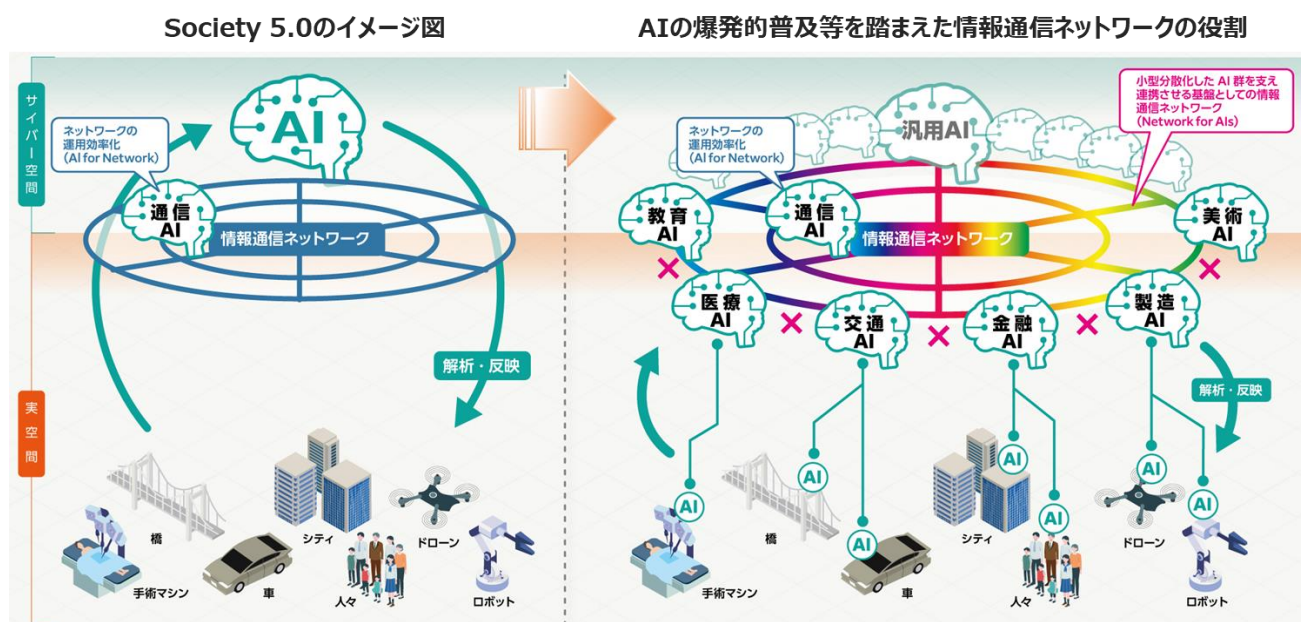 Society 5.0のイメージ図
サイバー空間
実空間
AI
ネットワークの
運用効率化
(AI for Network)
通信
AI
情報通信ネットワーク
解析・反映
橋
シティ
ドローン
手術マシン
車
人々
ロボット
AIの爆発的普及等を踏まえた情報通信ネットワークの役割
汎用AI
小型分散化した AI 群を支え
連携させる基盤としての情報
通信ネットワーク
(Network for AIs)
ネットワークの
運用効率化
(AI for Network)
教育
AI
通信
AI
美術
AI
情報通信ネットワーク
医療
AI
交通
AI
金融
AI
製造
AI
解析・反映
AI
AI
AI
AI
AI
AI
AI
橋
シティ
ドローン
手術マシン
車
人々
ロボット